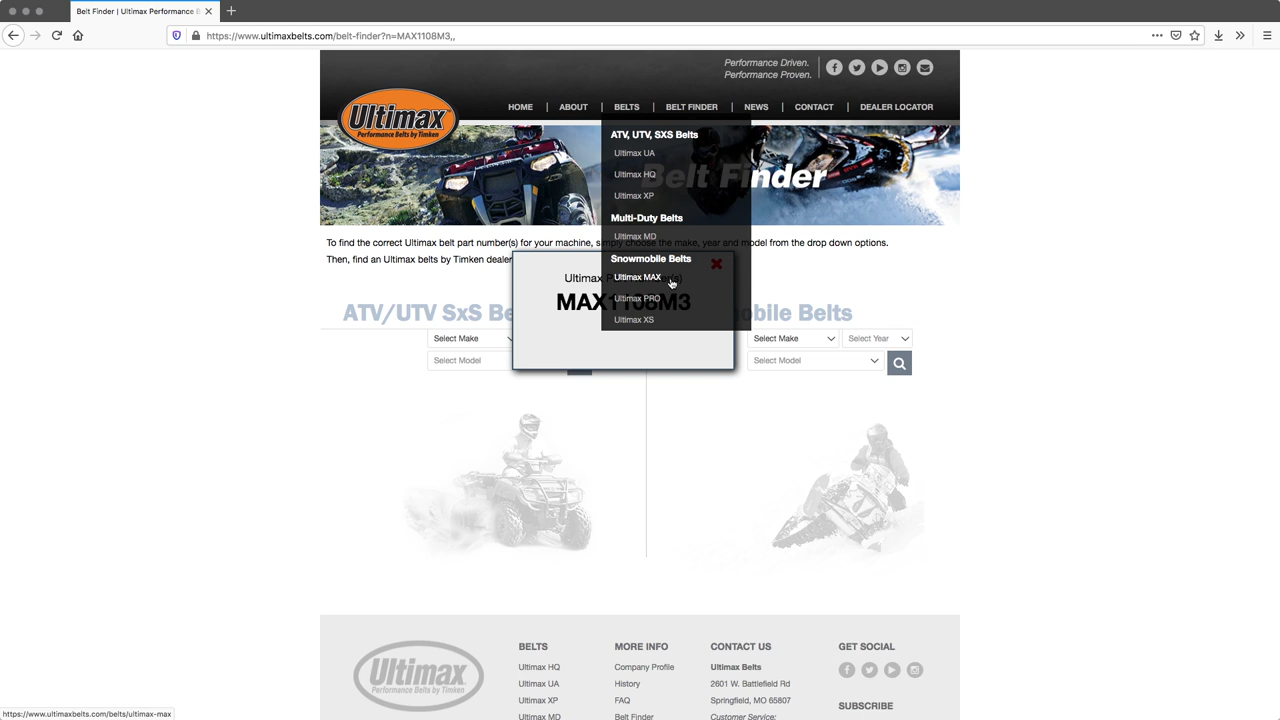 Belt Finder | Ultimax Performance B
https://www.ultimaxbelts.com/belt-finder?n=MAX1108M3,,
Performance Driven.
Performance Proven.
HOME | ABOUT | BELTS | BELT FINDER | NEWS | CONTACT | DEALER LOCATOR
Ultimax
Performance Belts by Timken
Belt Finder
ATV, UTV, SXS Belts
Ultimax UA
Ultimax HQ
Ultimax XP
Multi-Duty Belts
Ultimax MD
Snowmobile Belts
Ultimax MAX
Ultimax PRO
Ultimax XS
To find the correct Ultimax belt part number(s) for your machine, simply choose the make, year and model from the drop down options.
Then, find an Ultimax belts by Timken dealer
Ultimax
MAX1108M3
ATV/UTV SxS Be
obile Belts
Select Make
Select Model
Select Make
Select Year
Select Model
Ultimax
Performance Belts by Timken
BELTS
Ultimax HQ
Ultimax UA
Ultimax XP
Ultimax MD
MORE INFO
Company Profile
History
FAQ
Belt Finder
CONTACT US
Ultimax Belts
2601 W. Battlefield Rd
Springfield, MO 65807
Customer Service:
GET SOCIAL
SUBSCRIBE
https://www.ultimaxbelts.com/belts/ultimax-max